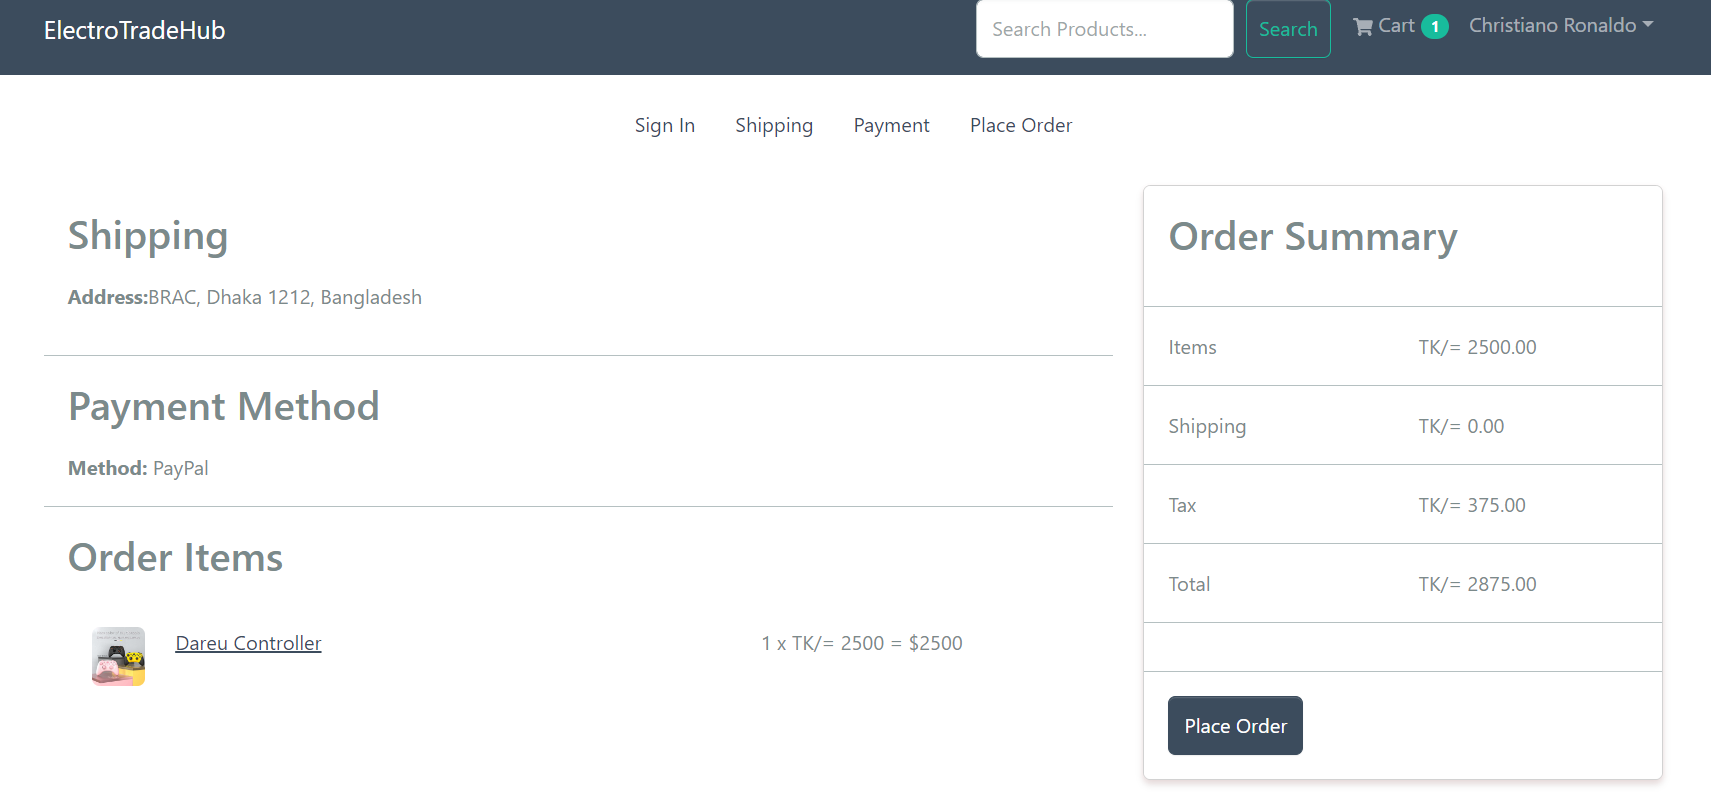 ElectroTradeHub
Search Products...
Search
Cart 1
Christiano Ronaldo
Sign In
Shipping
Payment
Place Order
Shipping
Address:BRAC, Dhaka 1212, Bangladesh
Payment Method
Method: PayPal
Order Items
Dareu Controller
1 x TK/= 2500 = $2500
Order Summary
Items TK/= 2500.00
Shipping TK/= 0.00
Tax TK/= 375.00
Total TK/= 2875.00
Place Order